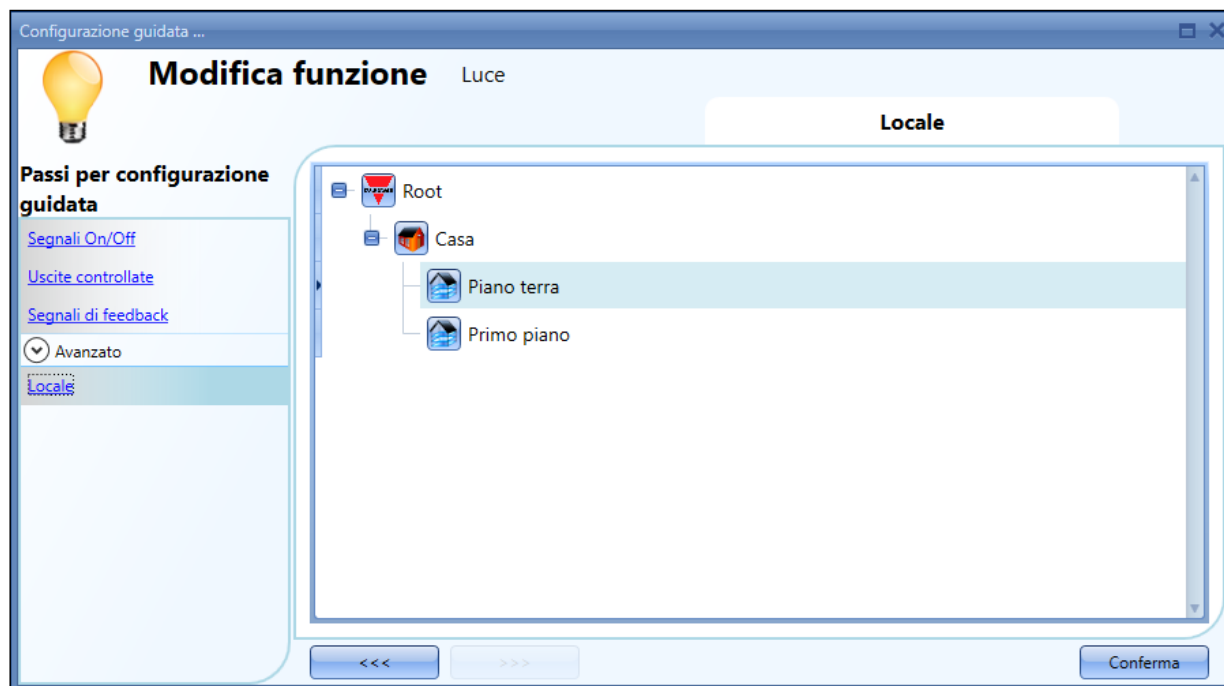 Configurazione guidata ...
Modifica funzione Luce
Locale
Passi per configurazione
guidata
Segnali On/Off
Uscite controllate
Segnali di feedback
Avanzato
Locale
Root
Casa
Piano terra
Primo piano
<<<
>>>
Conferma